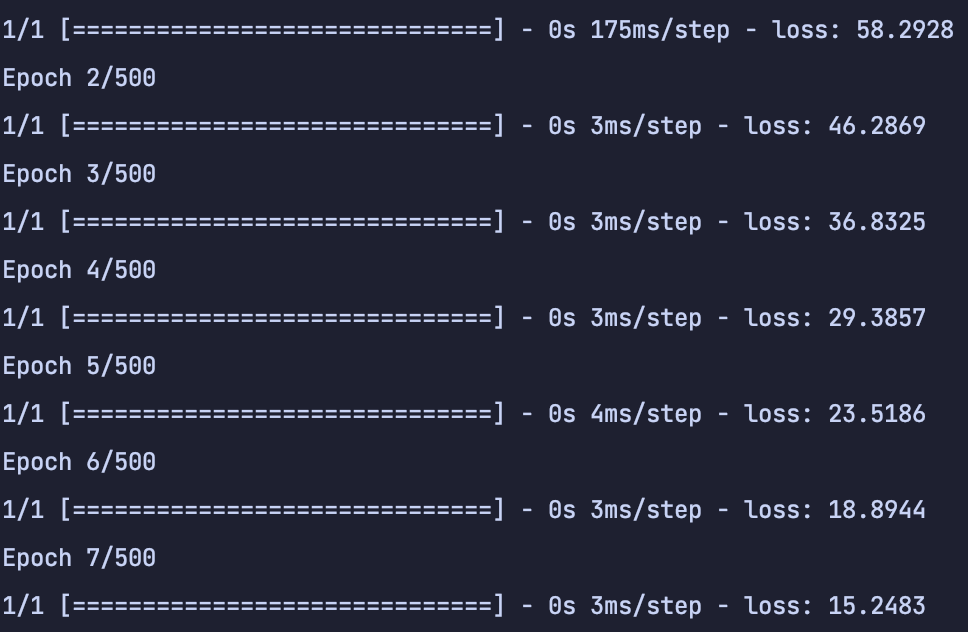 1/1 [==============================] - 0s 175ms/step - loss: 58.2928
Epoch 2/500
1/1 [==============================] - 0s 3ms/step - loss: 46.2869
Epoch 3/500
1/1 [==============================] - 0s 3ms/step - loss: 36.8325
Epoch 4/500
1/1 [==============================] - 0s 3ms/step - loss: 29.3857
Epoch 5/500
1/1 [==============================] - 0s 4ms/step - loss: 23.5186
Epoch 6/500
1/1 [==============================] - 0s 3ms/step - loss: 18.8944
Epoch 7/500
1/1 [==============================] - 0s 3ms/step - loss: 15.2483